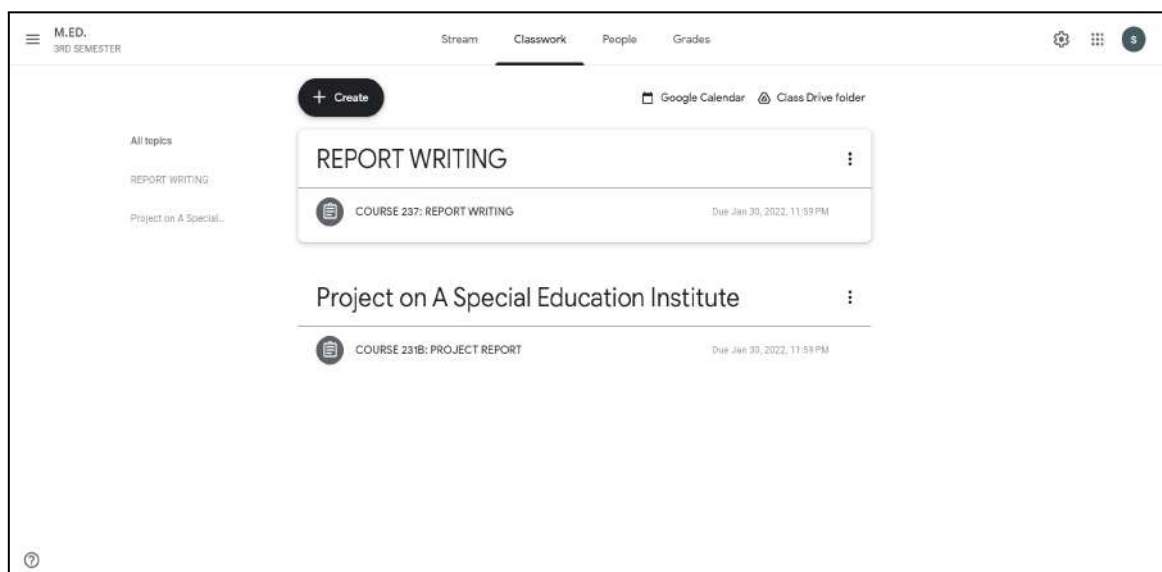 M.ED.
3RD SEMESTER
Stream Classwork People Grades
S
+ Create
Google Calendar Class Drive folder
All topics
REPORT WRITING
Project on A Special...
REPORT WRITING
COURSE 237: REPORT WRITING Due Jan 30, 2022, 11:59 PM
Project on A Special Education Institute
COURSE 231B: PROJECT REPORT Due Jan 30, 2022, 11:59 PM